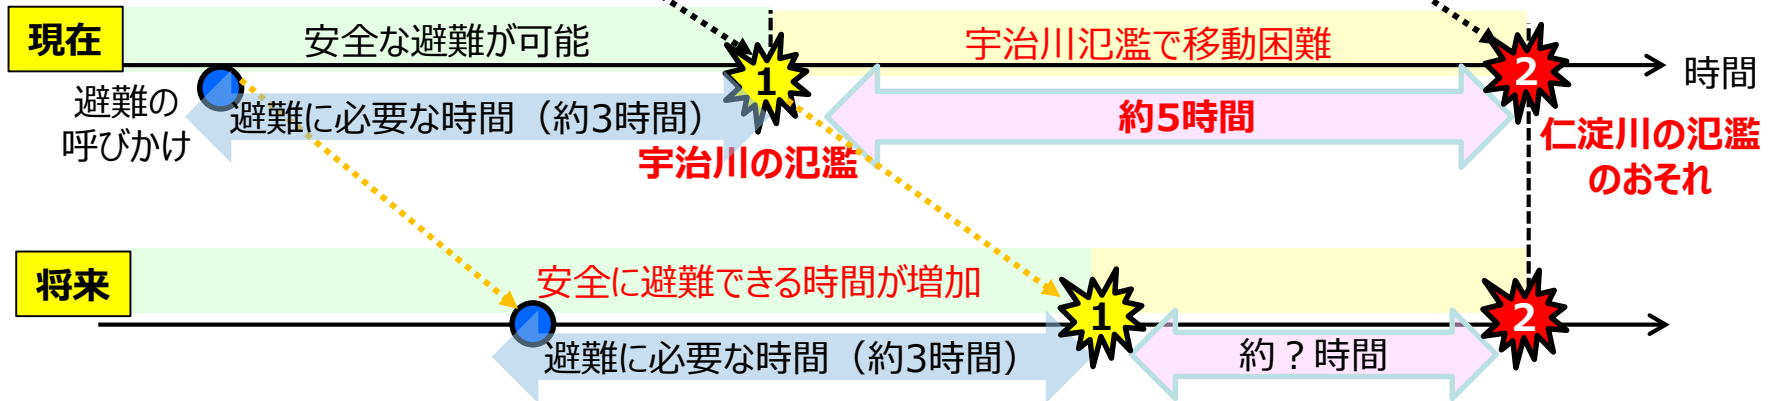 現在
安全な避難が可能
宇治川氾濫で移動困難
時間
避難の
呼びかけ
避難に必要な時間（約3時間）
1
宇治川の氾濫
約5時間
2
仁淀川の氾濫
のおそれ
将来
安全に避難できる時間が増加
避難に必要な時間（約3時間）
1
約？時間
2